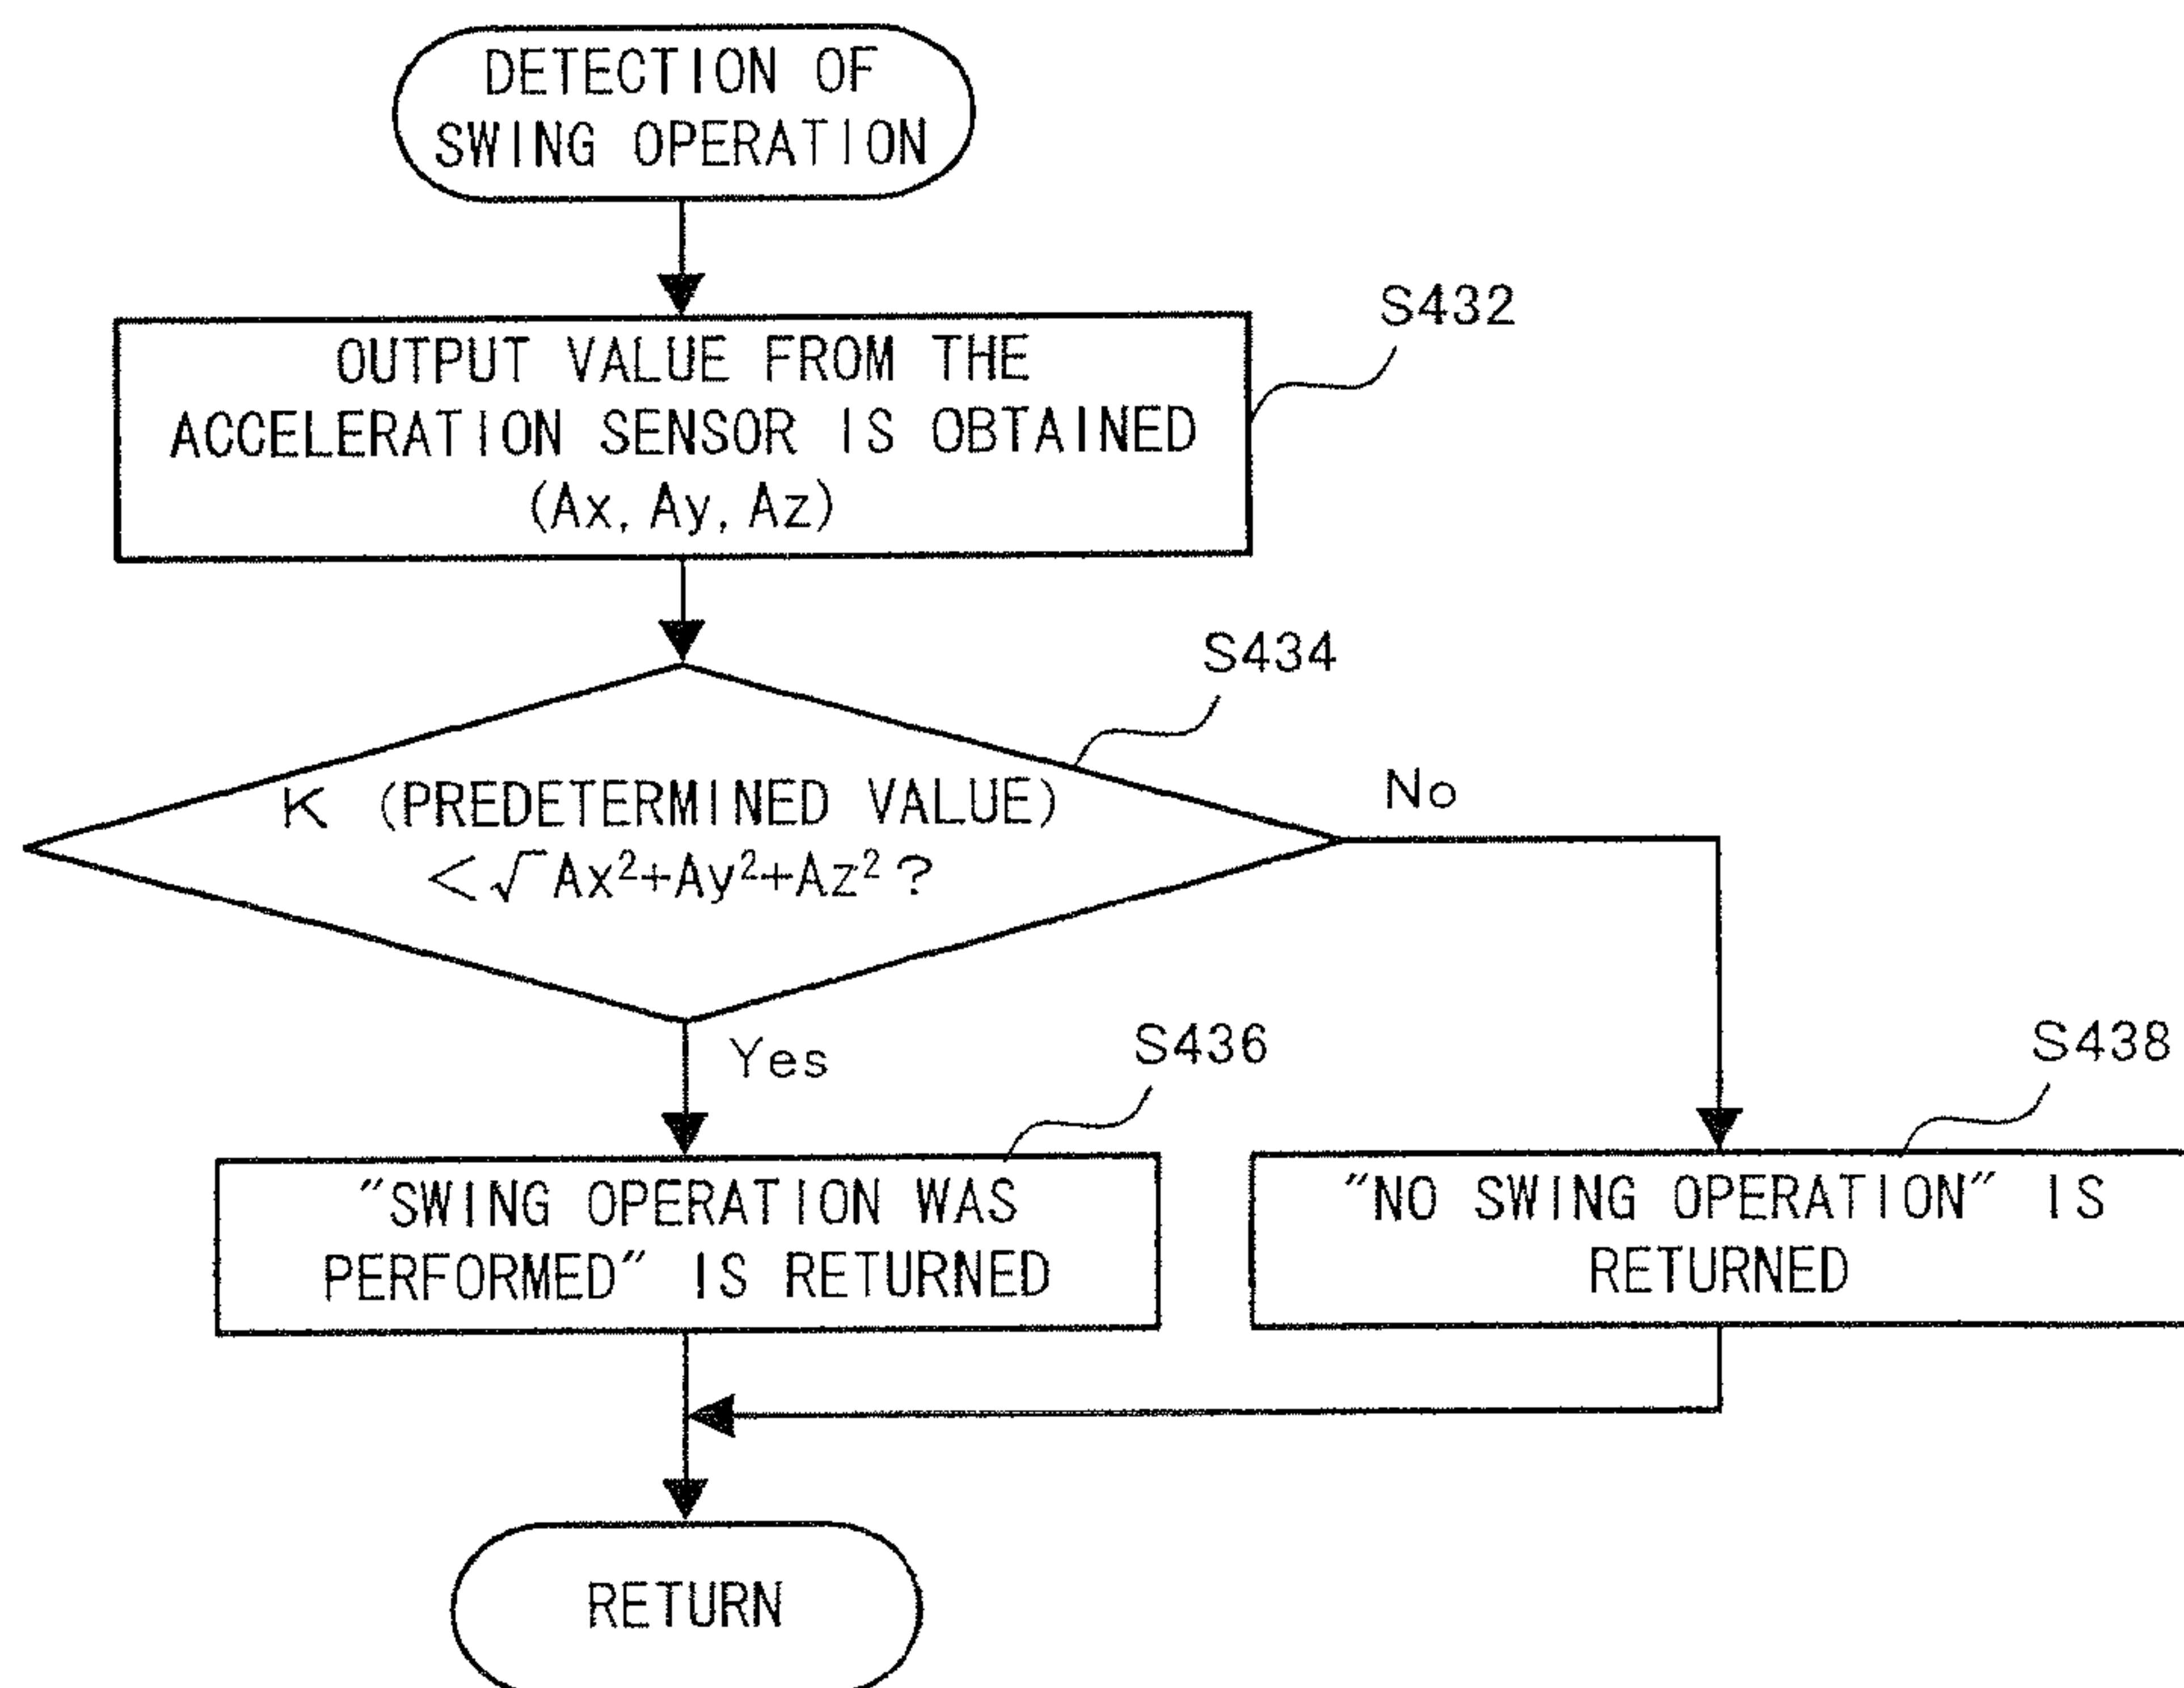 DETECTION OF
SWING OPERATION
S432
OUTPUT VALUE FROM THE
ACCELERATION SENSOR IS OBTAINED
(Ax, Ay, Az)
S434
K (PREDETERMINED VALUE)
<√Ax²+Ay²+Az²?
No
Yes
S436
S438
"SWING OPERATION WAS
PERFORMED" IS RETURNED
"NO SWING OPERATION" IS
RETURNED
RETURN